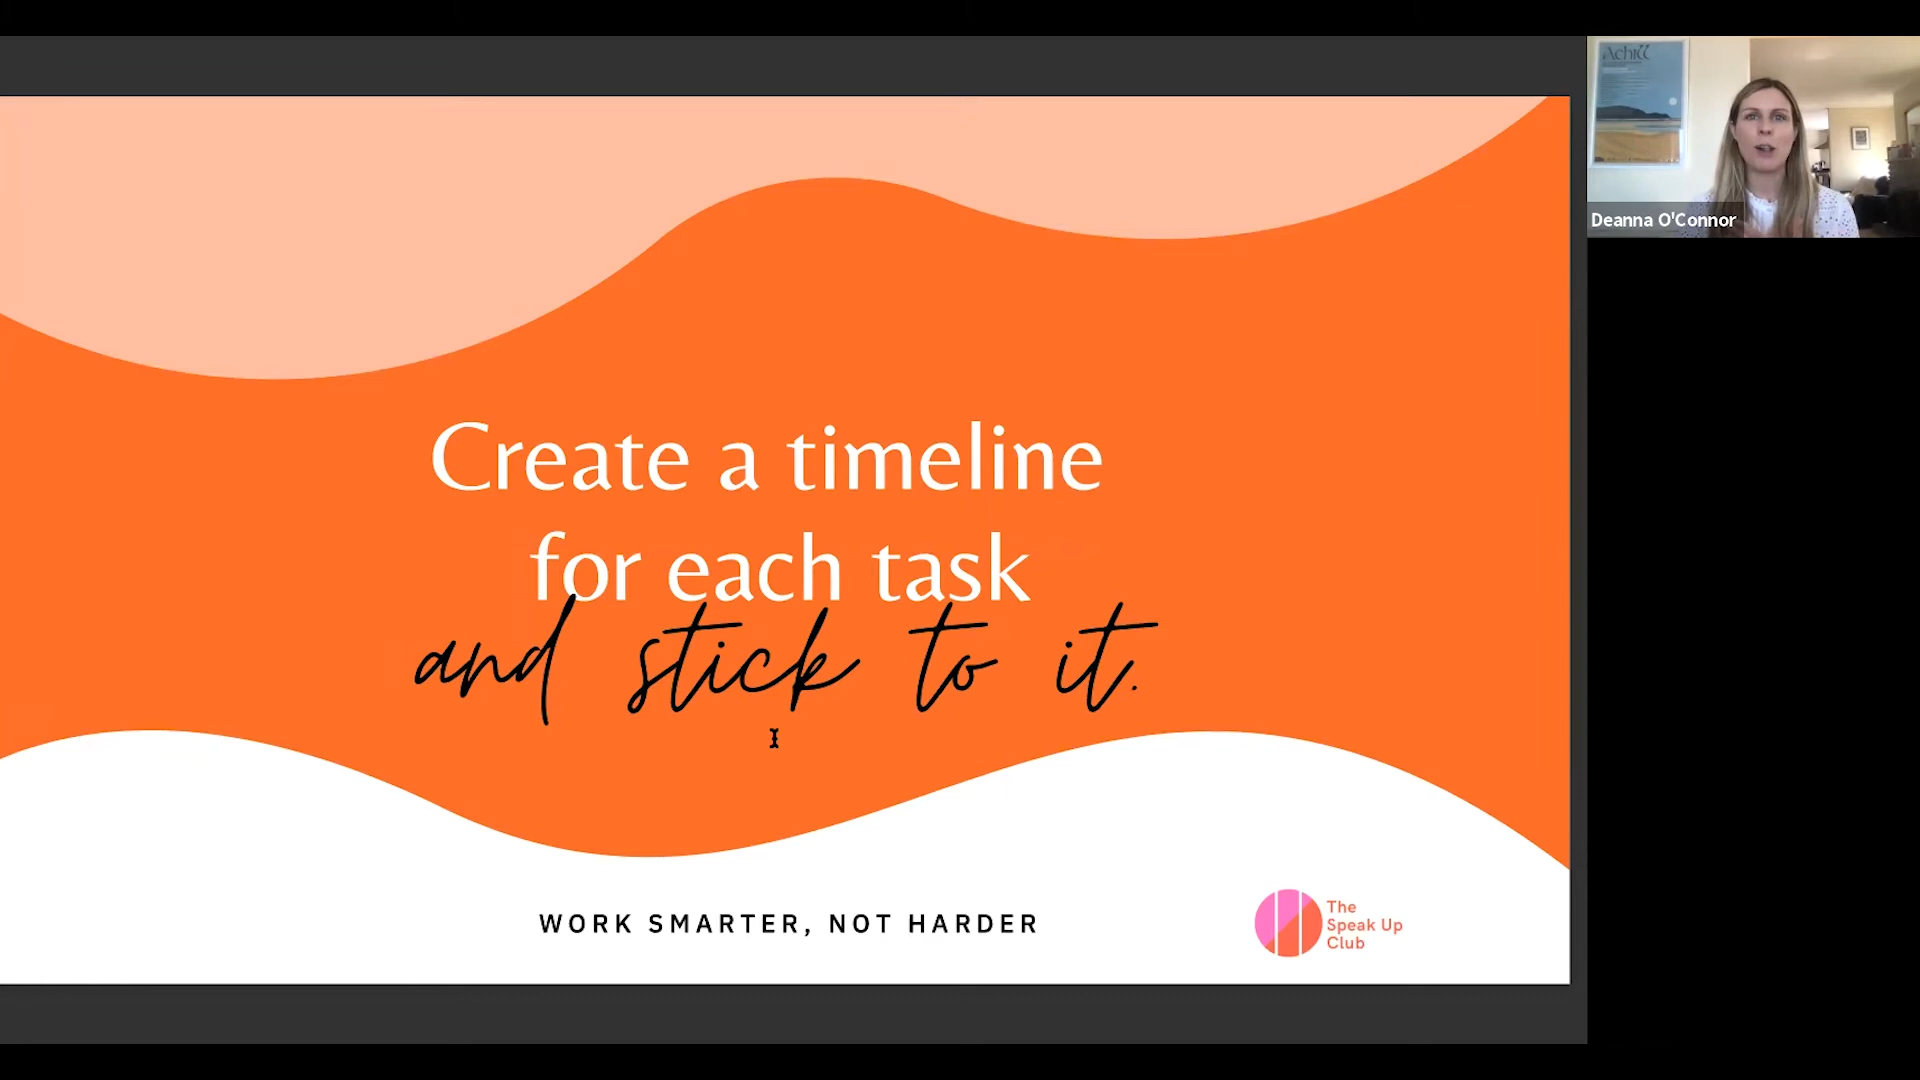 Create a timeline
for each task
and stick to it.
WORK SMARTER, NOT HARDER
The
Speak Up
Club
Achill
Deanna O'Connor